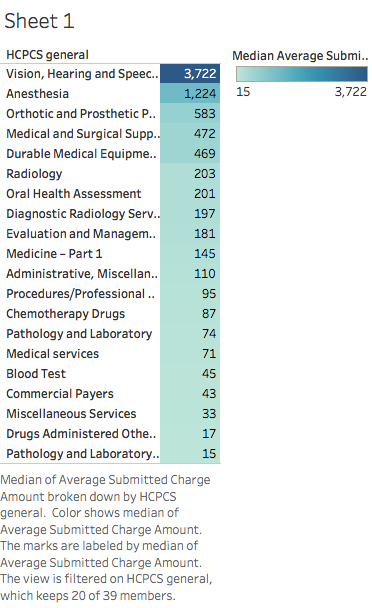 Sheet 1
HCPCS general
Median Average Submi..
Vision, Hearing and Speec.. 3,722
15 3,722
Anesthesia 1,224
Orthotic and Prosthetic P.. 583
Medical and Surgical Supp.. 472
Durable Medical Equipme.. 469
Radiology 203
Oral Health Assessment 201
Diagnostic Radiology Serv.. 197
Evaluation and Managem.. 181
Medicine – Part 1 145
Administrative, Miscellan.. 110
Procedures/Professional .. 95
Chemotherapy Drugs 87
Pathology and Laboratory 74
Medical services 71
Blood Test 45
Commercial Payers 43
Miscellaneous Services 33
Drugs Administered Othe.. 17
Pathology and Laboratory.. 15
Median of Average Submitted Charge
Amount broken down by HCPCS
general. Color shows median of
Average Submitted Charge Amount.
The marks are labeled by median of
Average Submitted Charge Amount.
The view is filtered on HCPCS general,
which keeps 20 of 39 members.